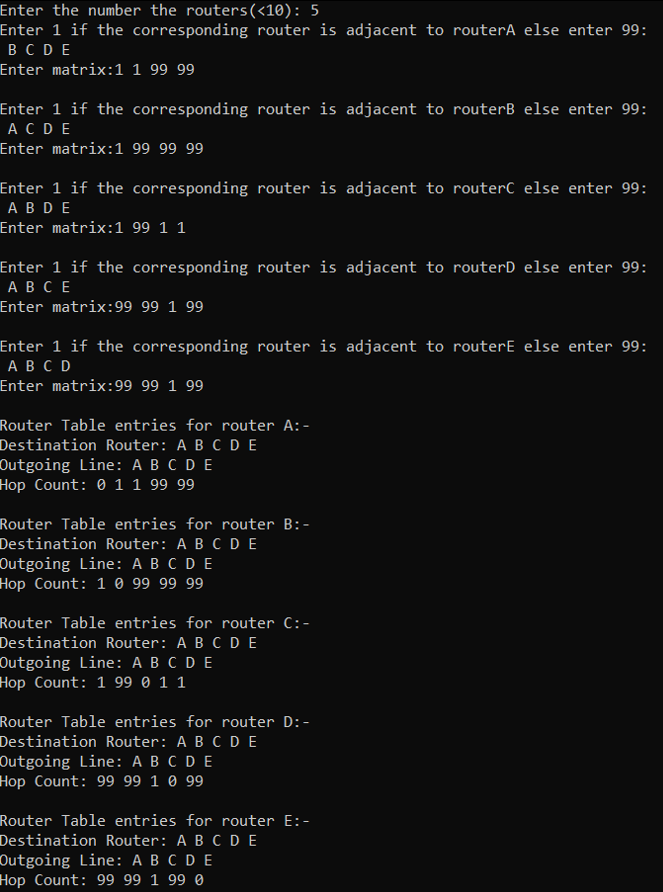 Enter the number the routers(<10): 5
Enter 1 if the corresponding router is adjacent to routerA else enter 99:
B C D E
Enter matrix:1 1 99 99
Enter 1 if the corresponding router is adjacent to routerB else enter 99:
A C D E
Enter matrix:1 99 99 99
Enter 1 if the corresponding router is adjacent to routerC else enter 99:
A B D E
Enter matrix:1 99 1 1
Enter 1 if the corresponding router is adjacent to routerD else enter 99:
A B C E
Enter matrix:99 99 1 99
Enter 1 if the corresponding router is adjacent to routerE else enter 99:
A B C D
Enter matrix:99 99 1 99
Router Table entries for router A:-
Destination Router: A B C D E
Outgoing Line: A B C D E
Hop Count: 0 1 1 99 99
Router Table entries for router B:-
Destination Router: A B C D E
Outgoing Line: A B C D E
Hop Count: 1 0 99 99 99
Router Table entries for router C:-
Destination Router: A B C D E
Outgoing Line: A B C D E
Hop Count: 1 99 0 1 1
Router Table entries for router D:-
Destination Router: A B C D E
Outgoing Line: A B C D E
Hop Count: 99 99 1 0 99
Router Table entries for router E:-
Destination Router: A B C D E
Outgoing Line: A B C D E
Hop Count: 99 99 1 99 0